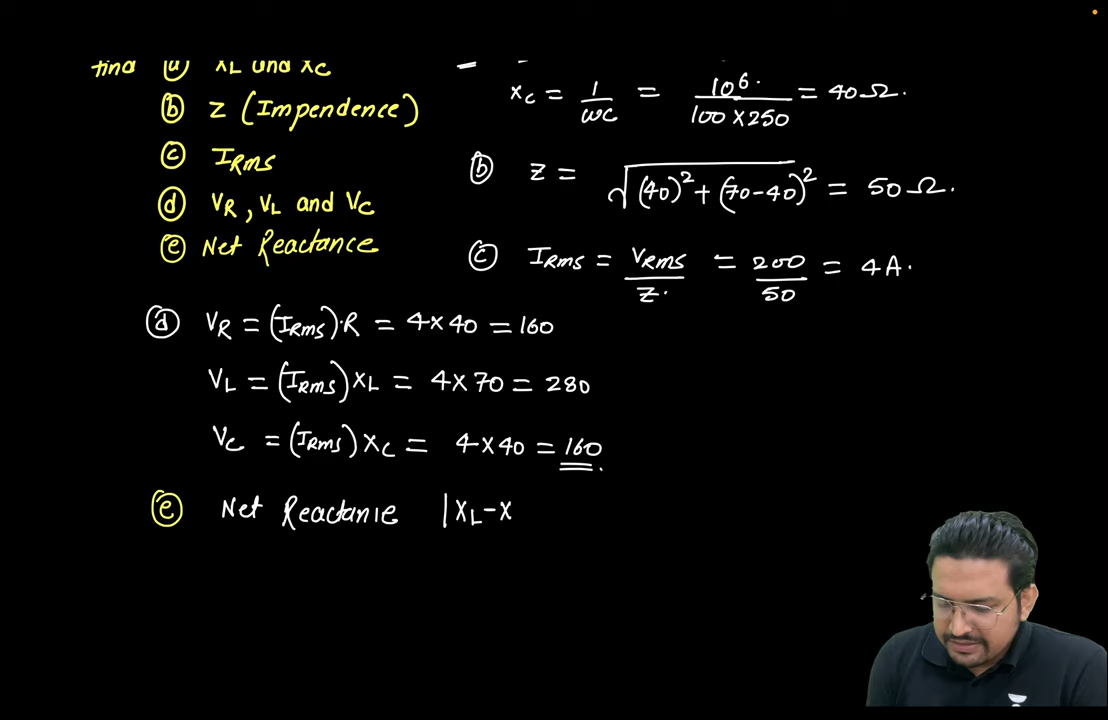 find (a) XL and XC
(b) Z (Impendence)
(c) IRms
(d) VR, VL and VC
(e) Net Reactance
XC = 1/ωC = 10^6/(100×250) = 40Ω.
(b) Z = √((40)² + (70-40)²) = 50Ω.
(c) IRms = VRms/Z. = 200/50 = 4A.
(d) VR = (IRms)·R = 4×40 = 160
VL = (IRms) XL = 4×70 = 280
VC = (IRms) XC = 4×40 = 160.
(e) Net Reactanie |XL-X